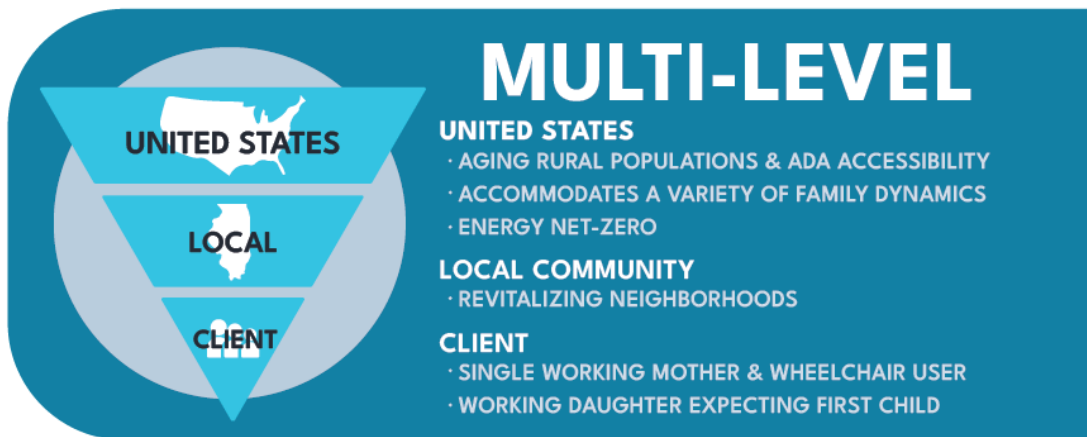 MULTI-LEVEL
UNITED STATES
UNITED STATES
· AGING RURAL POPULATIONS & ADA ACCESSIBILITY
· ACCOMMODATES A VARIETY OF FAMILY DYNAMICS
· ENERGY NET-ZERO
LOCAL
LOCAL COMMUNITY
· REVITALIZING NEIGHBORHOODS
CLIENT
CLIENT
· SINGLE WORKING MOTHER & WHEELCHAIR USER
· WORKING DAUGHTER EXPECTING FIRST CHILD